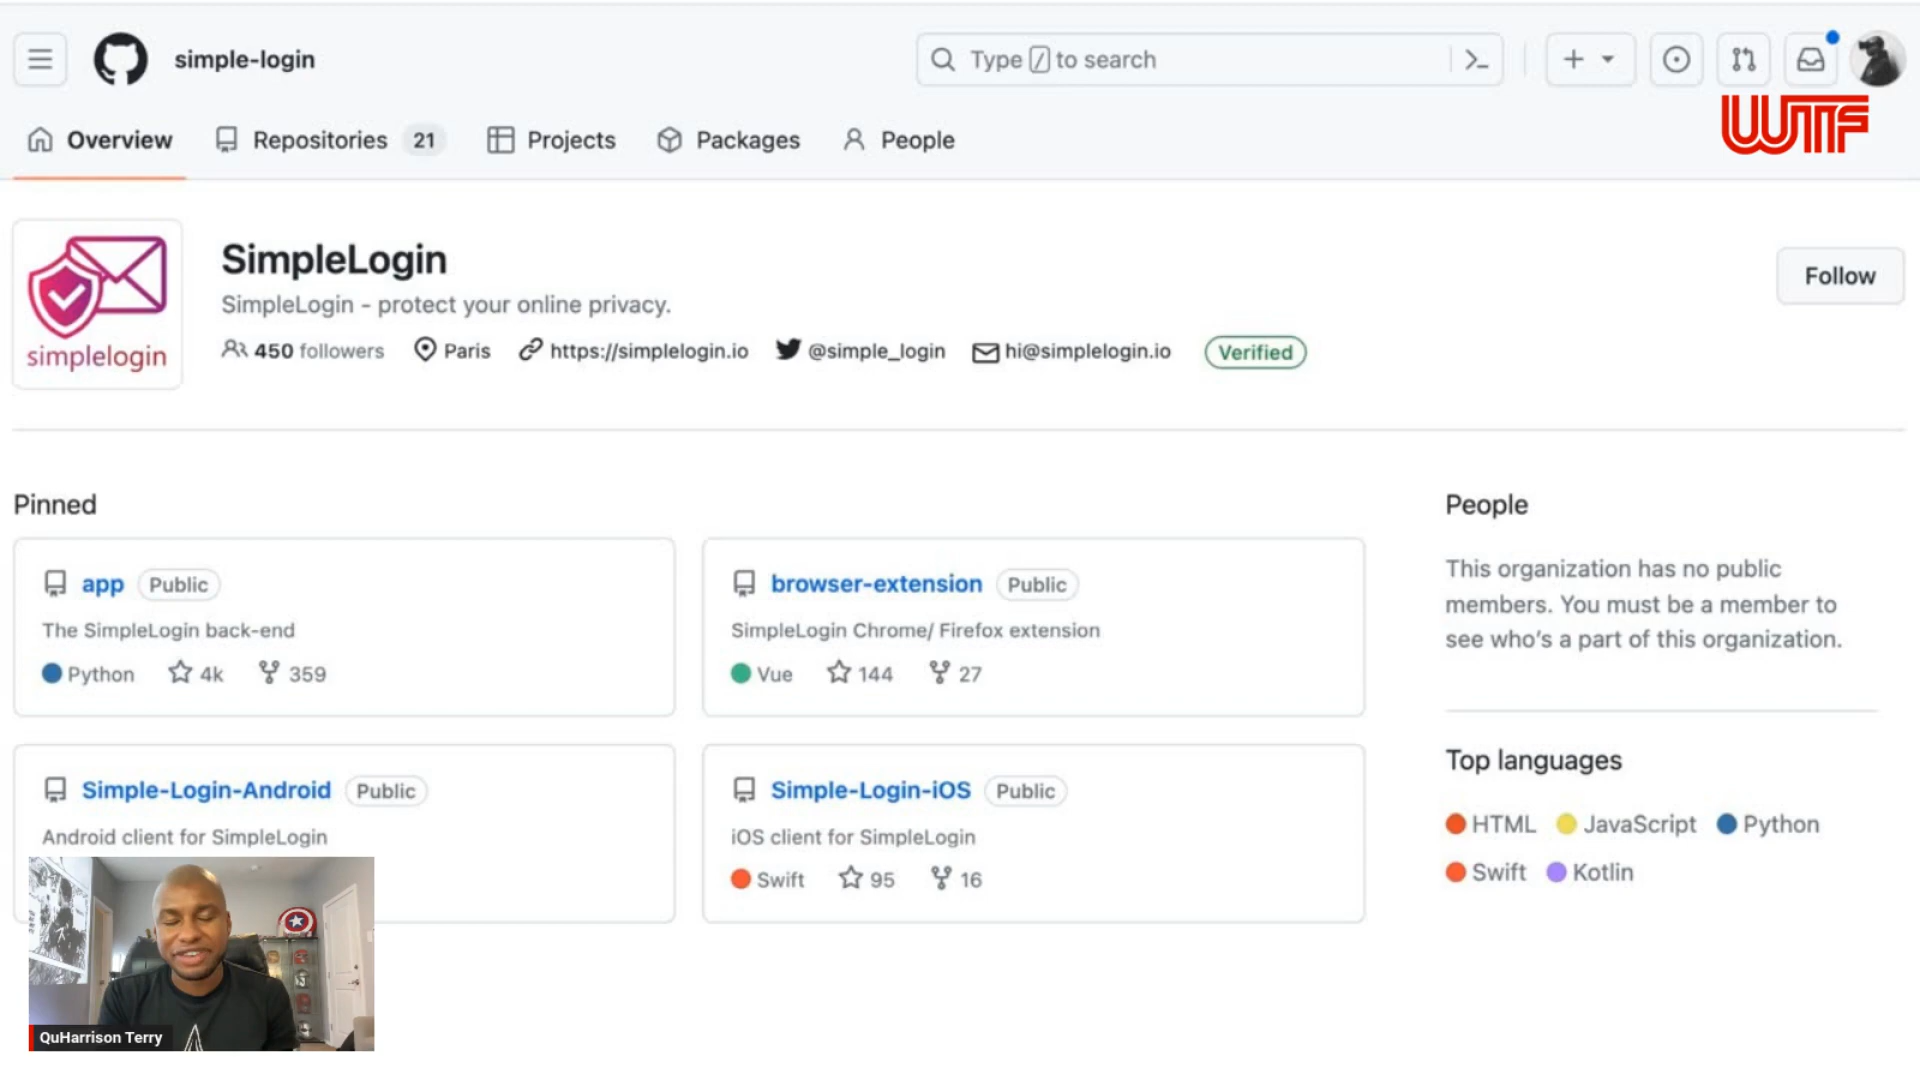 simple-login
Type / to search
Overview
Repositories 21
Projects
Packages
People
WTF
simplelogin
SimpleLogin
SimpleLogin - protect your online privacy.
450 followers
Paris
https://simplelogin.io
@simple_login
hi@simplelogin.io
Verified
Follow
Pinned
app Public
The SimpleLogin back-end
Python 4k 359
browser-extension Public
SimpleLogin Chrome/ Firefox extension
Vue 144 27
Simple-Login-Android Public
Android client for SimpleLogin
Simple-Login-iOS Public
iOS client for SimpleLogin
Swift 95 16
People
This organization has no public
members. You must be a member to
see who's a part of this organization.
Top languages
HTML JavaScript Python
Swift Kotlin
QuHarrison Terry